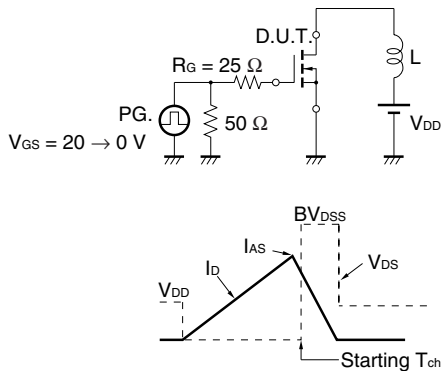 D.U.T.
RG = 25 Ω
L
PG.
50 Ω
VDD
VGS = 20 → 0 V
BVDSS
IAS
ID
VDS
VDD
Starting Tch